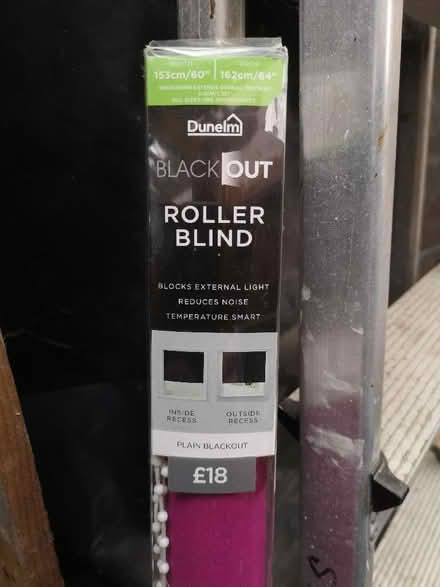 153cm/60" 162cm/64"
Dunelm
BLACKOUT
ROLLER
BLIND
BLOCKS EXTERNAL LIGHT
REDUCES NOISE
TEMPERATURE SMART
INSIDE OUTSIDE
RECESS RECESS
PLAIN BLACKOUT
£18